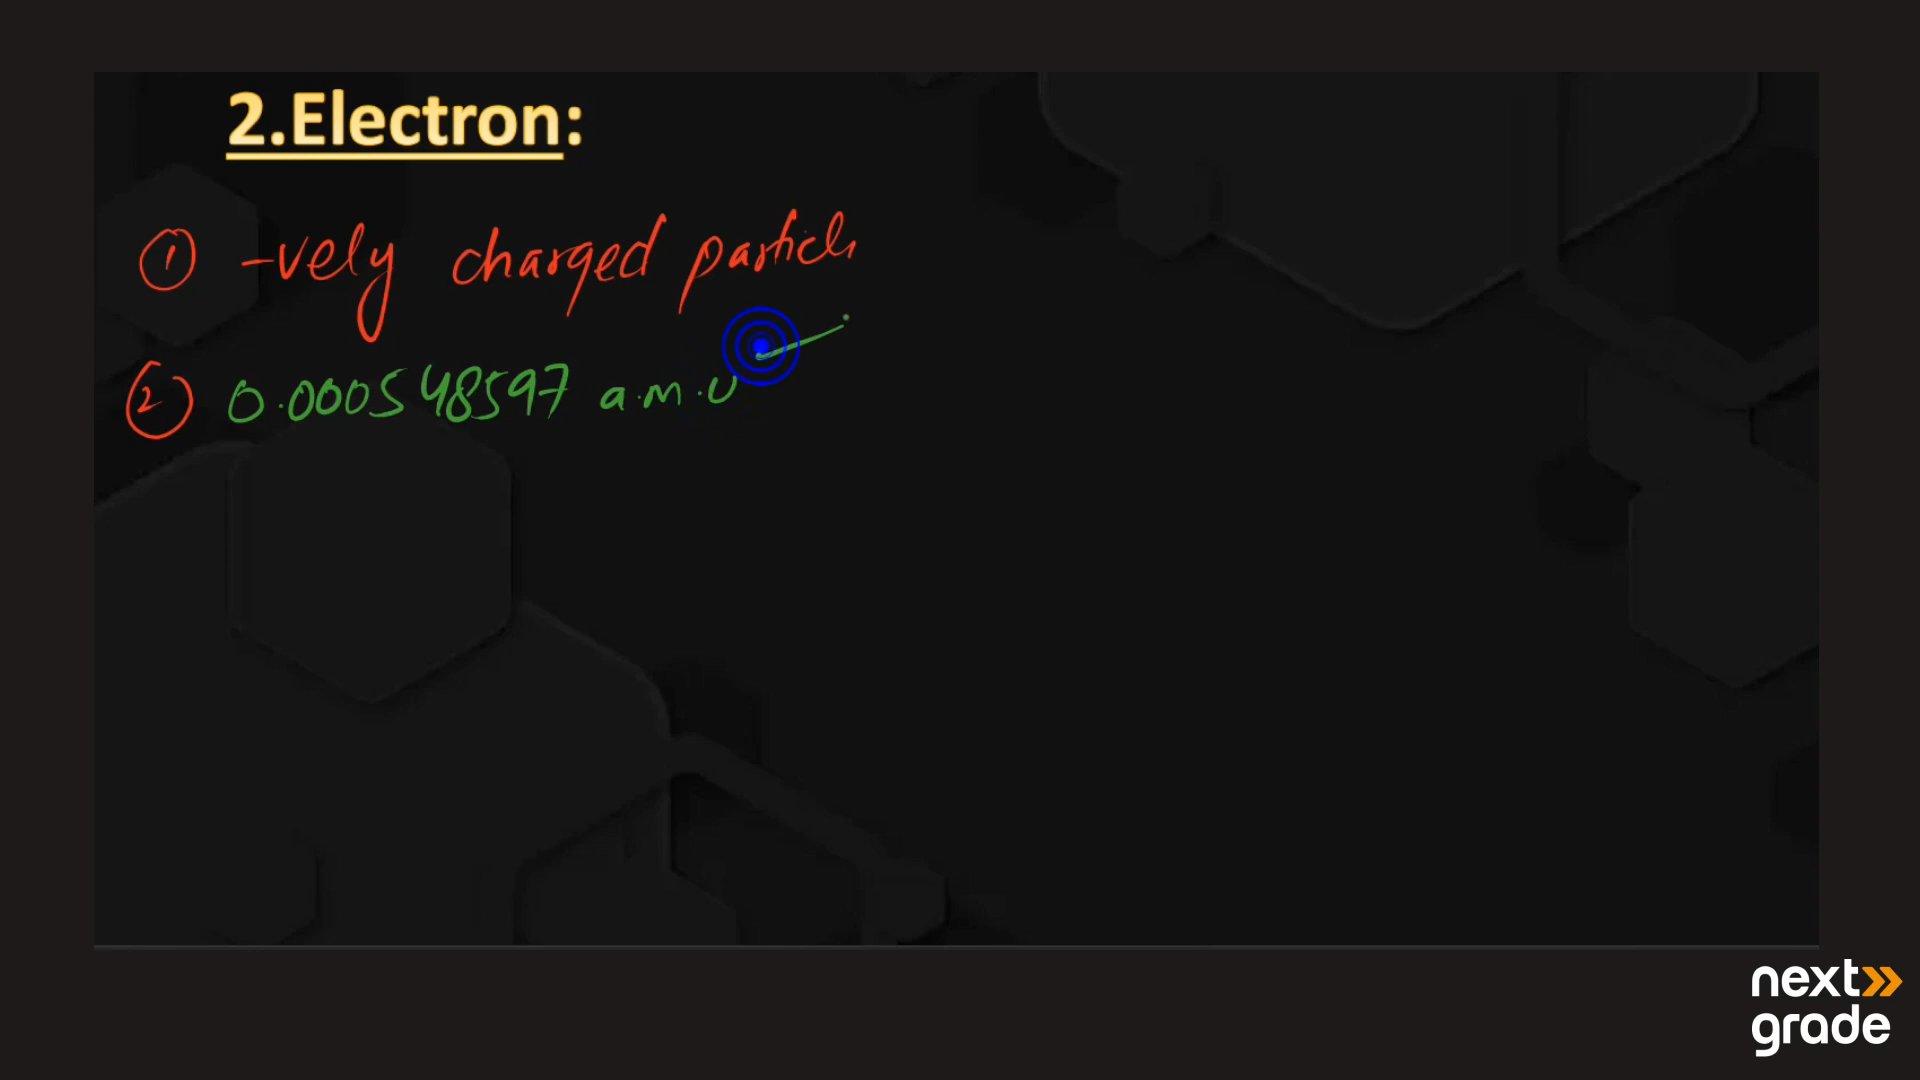 2.Electron:
① -vely charged particle
② 0.000548597 a.m.u
next
grade